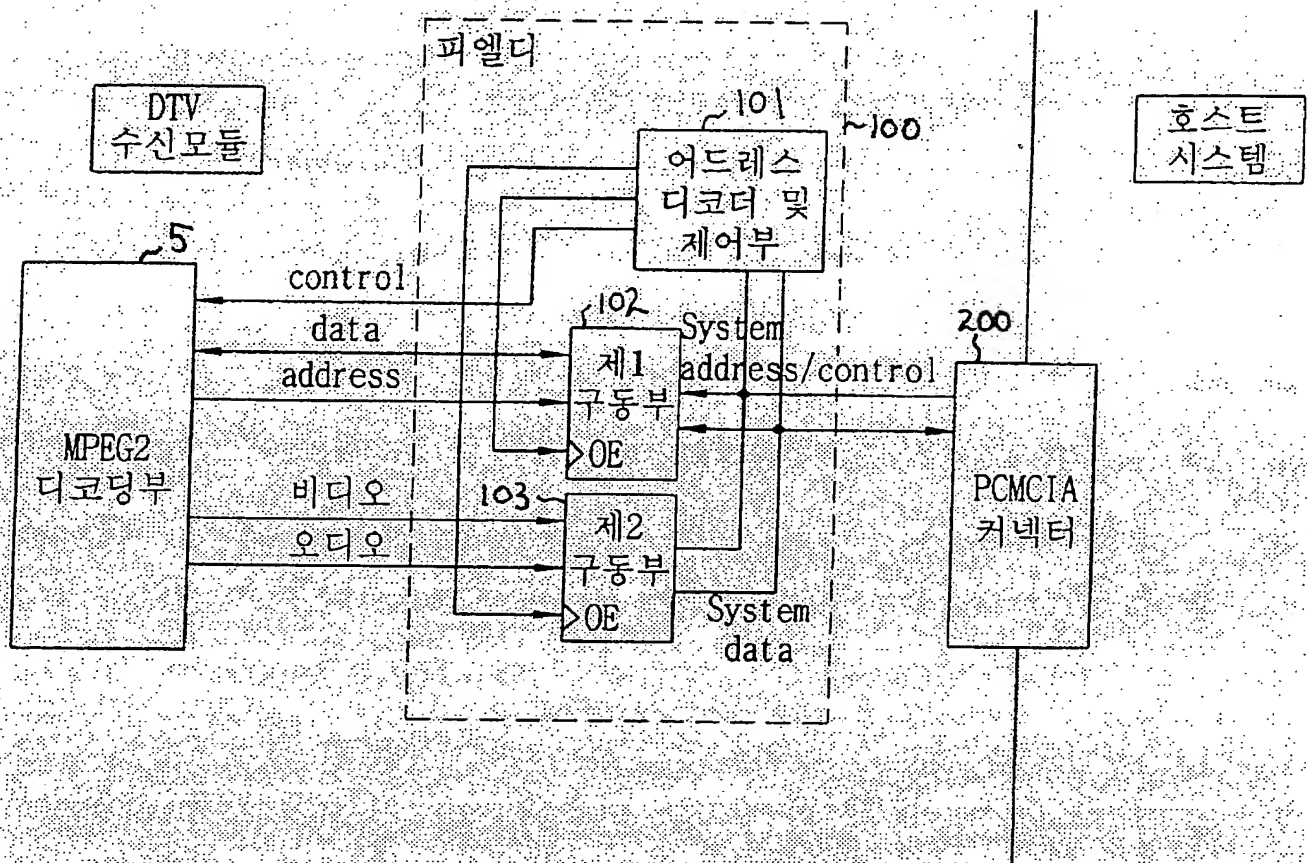 피엘디
DTV
수신모듈
101
100
호스트
시스템
어드레스
디코더 및
제어부
5
control
102
200
data
System
address
제1
address/control
구동부
OE
MPEG2
디코딩부
비디오
103
제2
PCMCIA
커넥터
오디오
구동부
OE
System
data